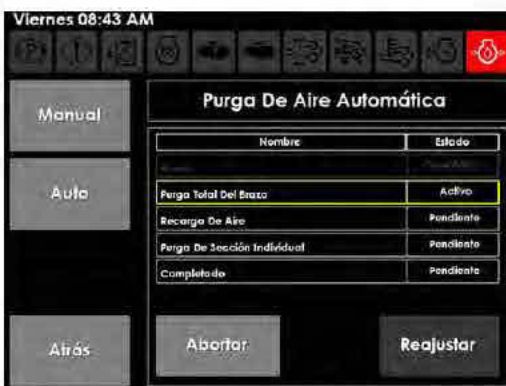 Viernes 08:43 AM
Manual
Purga De Aire Automática
Nombre Estado
Auto
Purga Total Del Brazo Activo
Recarga De Aire Pendiente
Purga De Sección Individual Pendiente
Completado Pendiente
Atrás
Abortar
Reajustar